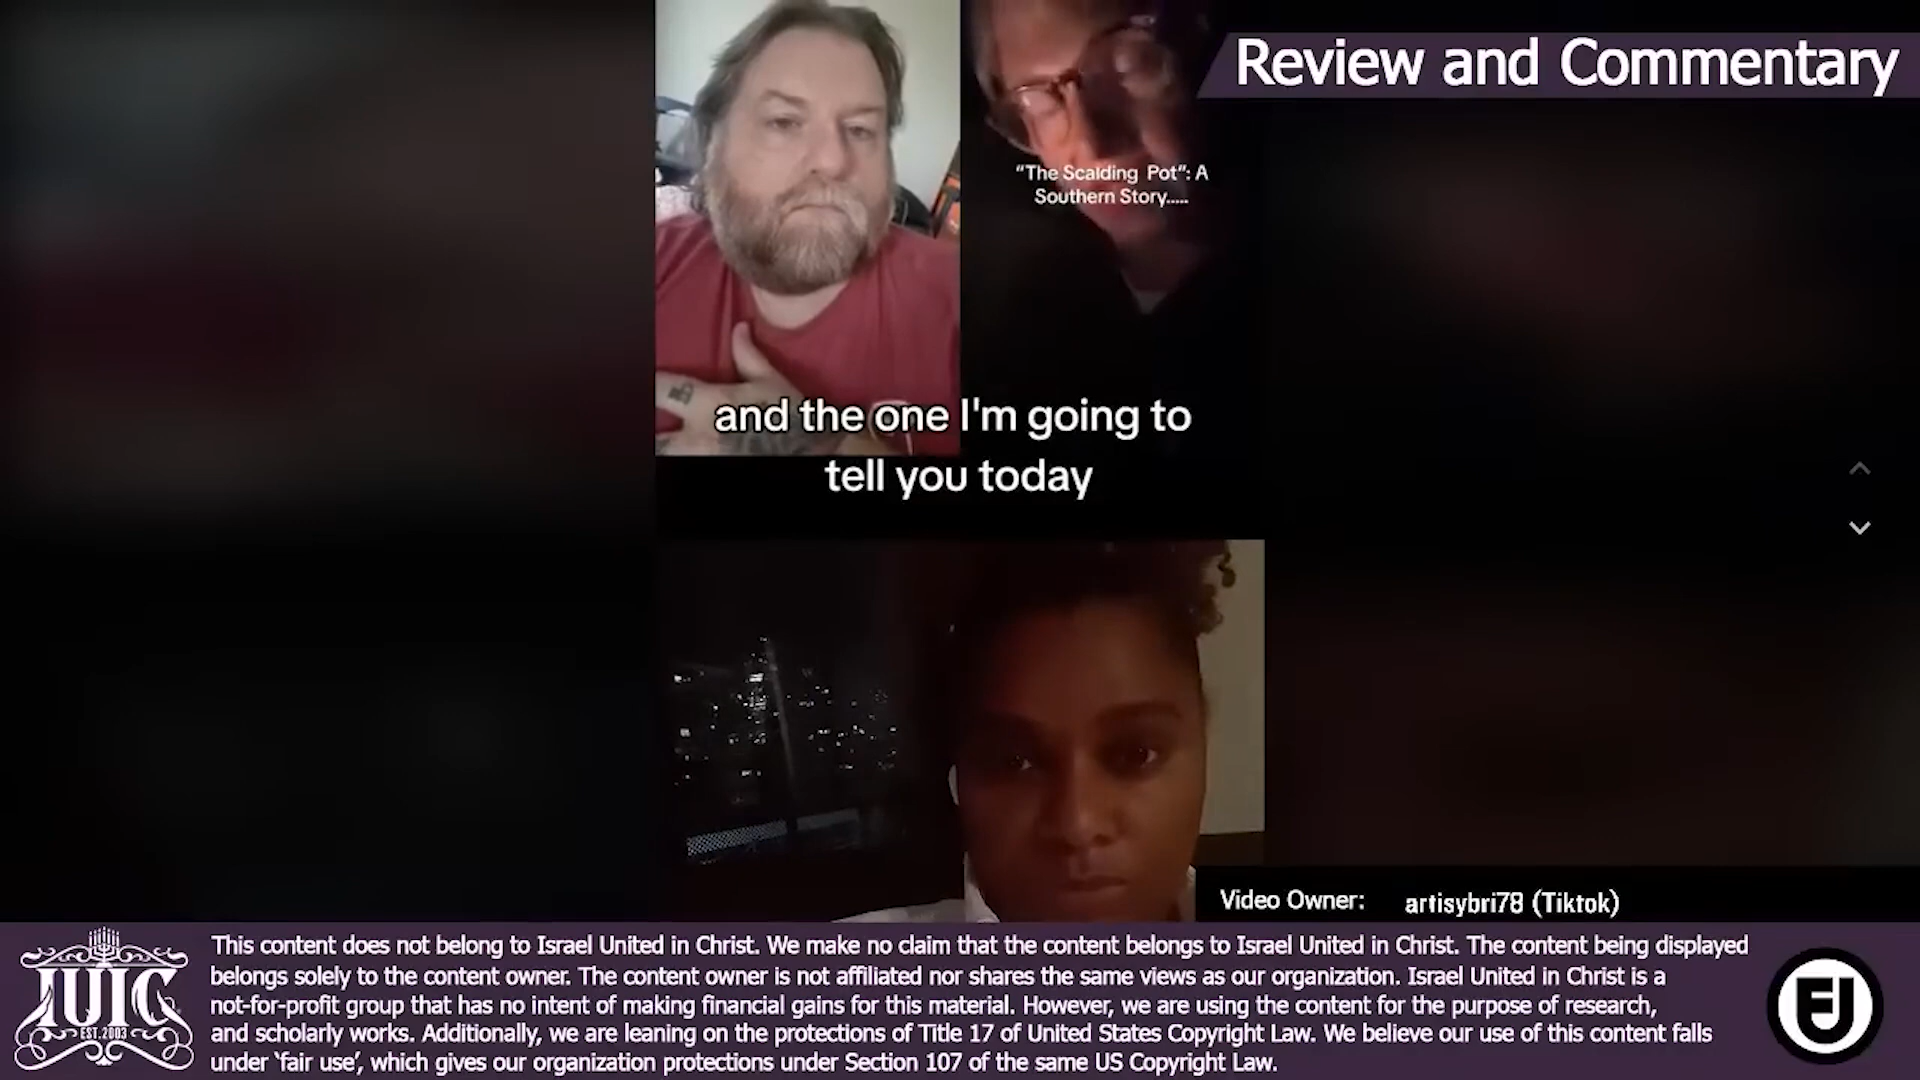 Review and Commentary
“The Scalding Pot”: A
Southern Story.....
and the one I'm going to
tell you today
Video Owner: artisybri78 (Tiktok)
IUIC
EST. 2003
This content does not belong to Israel United in Christ. We make no claim that the content belongs to Israel United in Christ. The content being displayed
belongs solely to the content owner. The content owner is not affiliated nor shares the same views as our organization. Israel United in Christ is a
not-for-profit group that has no intent of making financial gains for this material. However, we are using the content for the purpose of research,
and scholarly works. Additionally, we are leaning on the protections of Title 17 of United States Copyright Law. We believe our use of this content falls
under ‘fair use’, which gives our organization protections under Section 107 of the same US Copyright Law.